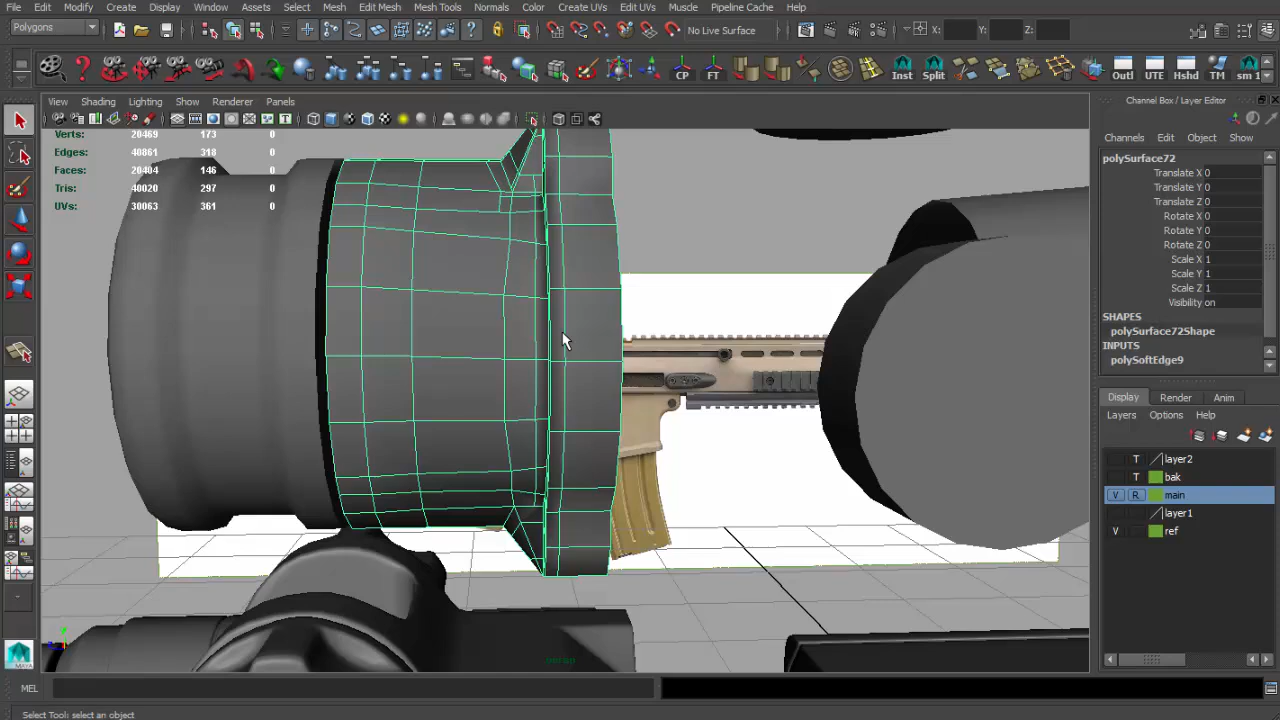 File Edit Modify Create Display Window Assets Select Mesh Edit Mesh Mesh Tools Normals Color Create UVs Edit UVs Muscle Pipeline Cache Help
Polygons No Live Surface X: Y: Z:
CP FT Inst Split Outl UTE Hshd TM sm 1
View Shading Lighting Show Renderer Panels
Channel Box / Layer Editor
Channels Edit Object Show
Verts: 20469 173 0
Edges: 40861 318 0
Faces: 20404 146 0
Tris: 40020 297 0
UVs: 30063 361 0
polySurface72
Translate X 0
Translate Y 0
Translate Z 0
Rotate X 0
Rotate Y 0
Rotate Z 0
Scale X 1
Scale Y 1
Scale Z 1
Visibility on
SHAPES
polySurface72Shape
INPUTS
polySoftEdge9
Display Render Anim
Layers Options Help
T layer2
T bak
V R main
layer1
V ref
persp
MAYA
MEL
Select Tool: select an object